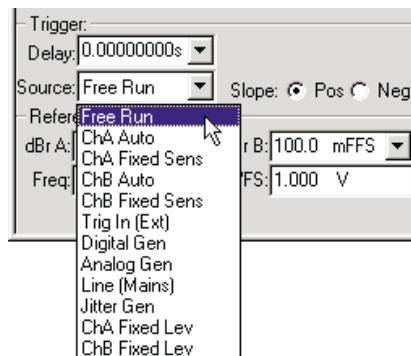 Trigger:
Delay: 0.00000000s
Source: Free Run Slope: Pos Neg
Refere
Free Run
dBr A: ChA Auto r B: 100.0 mFFS
ChA Fixed Sens
Freq: ChB Auto FS: 1.000 V
ChB Fixed Sens
Trig In (Ext)
Digital Gen
Analog Gen
Line (Mains)
Jitter Gen
ChA Fixed Lev
ChB Fixed Lev